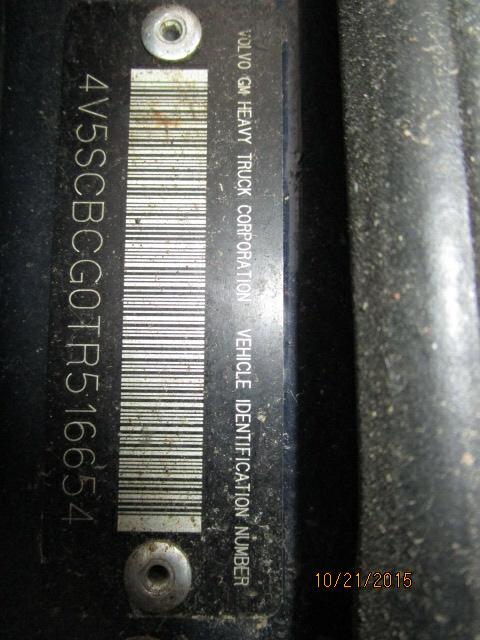 VOLVO GM HEAVY TRUCK CORPORATION VEHICLE IDENTIFICATION NUMBER
4V5SCBCG0TR516654
10/21/2015